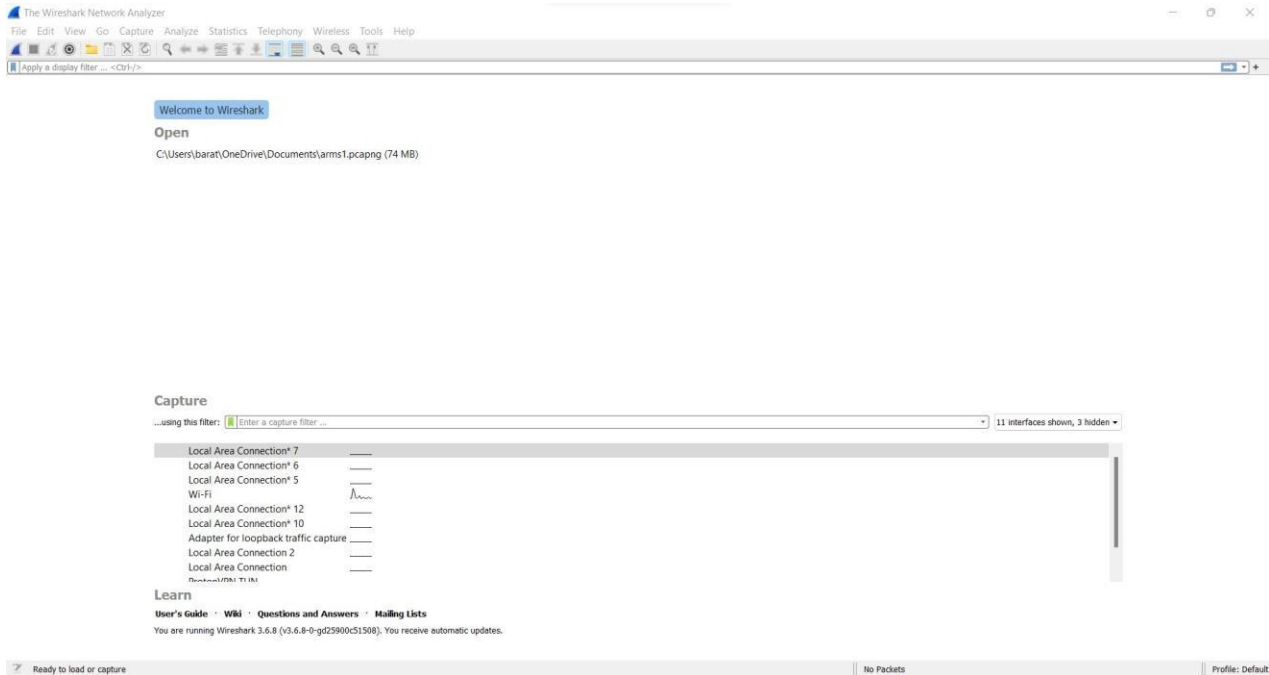 The Wireshark Network Analyzer
File Edit View Go Capture Analyze Statistics Telephony Wireless Tools Help
Apply a display filter ... <Ctrl-/>
Welcome to Wireshark
Open
C:\Users\barat\OneDrive\Documents\arms1.pcapng (74 MB)
Capture
...using this filter: Enter a capture filter ... 11 interfaces shown, 3 hidden
Local Area Connection* 7
Local Area Connection* 6
Local Area Connection* 5
Wi-Fi
Local Area Connection* 12
Local Area Connection* 10
Adapter for loopback traffic capture
Local Area Connection 2
Local Area Connection
ProtonVPN TUN
Learn
User's Guide · Wiki · Questions and Answers · Mailing Lists
You are running Wireshark 3.6.8 (v3.6.8-0-gd25900c51508). You receive automatic updates.
Ready to load or capture No Packets Profile: Default